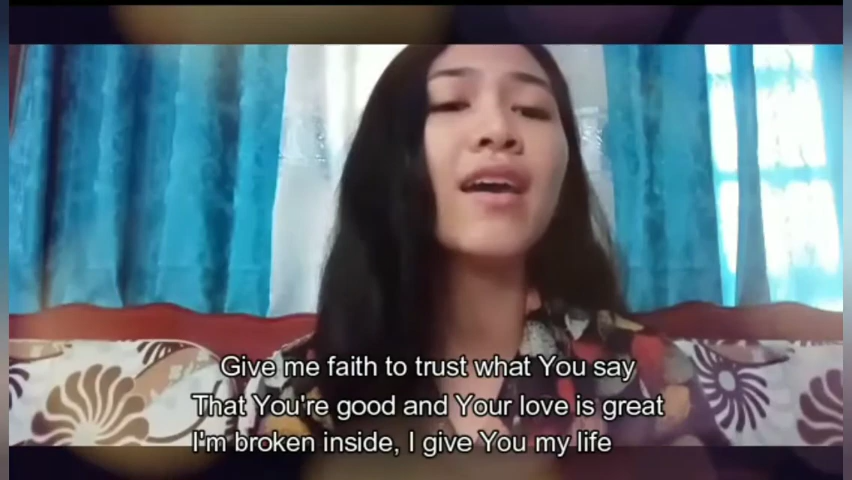 Give me faith to trust what You say
That You're good and Your love is great
I'm broken inside, I give You my life